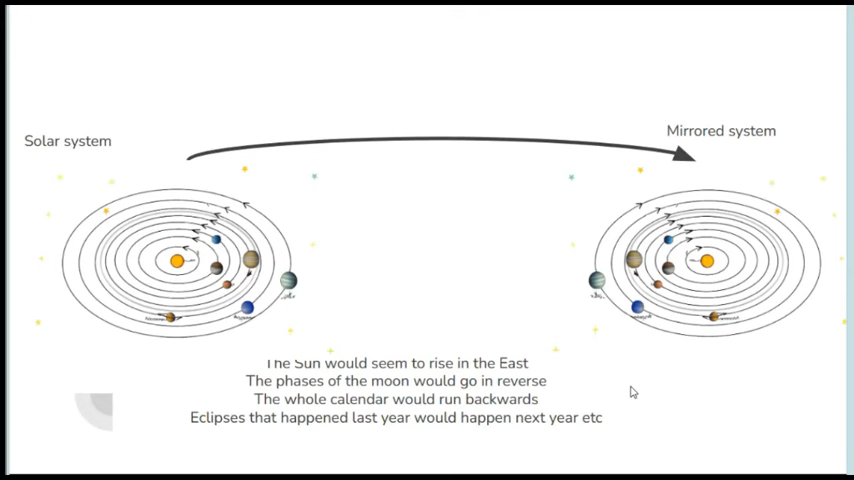 Solar system
Mirrored system
The Sun would seem to rise in the East
The phases of the moon would go in reverse
The whole calendar would run backwards
Eclipses that happened last year would happen next year etc